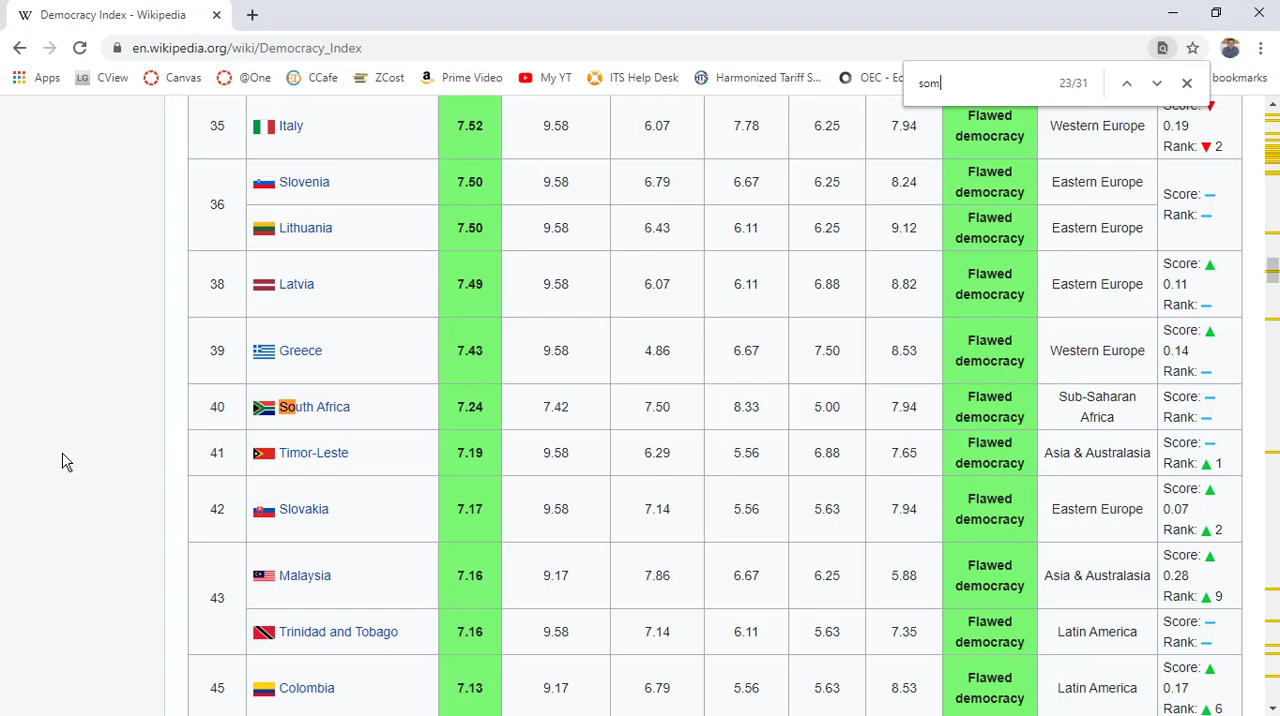 Democracy Index - Wikipedia
en.wikipedia.org/wiki/Democracy_Index
Apps LG CView Canvas @One CCafe ZCost Prime Video My YT ITS Help Desk Harmonized Tariff S... OEC - Ec bookmarks
som 23/31
35 Italy 7.52 9.58 6.07 7.78 6.25 7.94 Flawed democracy Western Europe Score: 0.19 Rank: 2
36 Slovenia 7.50 9.58 6.79 6.67 6.25 8.24 Flawed democracy Eastern Europe Score: Rank:
Lithuania 7.50 9.58 6.43 6.11 6.25 9.12 Flawed democracy Eastern Europe
38 Latvia 7.49 9.58 6.07 6.11 6.88 8.82 Flawed democracy Eastern Europe Score: 0.11 Rank:
39 Greece 7.43 9.58 4.86 6.67 7.50 8.53 Flawed democracy Western Europe Score: 0.14 Rank:
40 South Africa 7.24 7.42 7.50 8.33 5.00 7.94 Flawed democracy Sub-Saharan Africa Score: Rank:
41 Timor-Leste 7.19 9.58 6.29 5.56 6.88 7.65 Flawed democracy Asia & Australasia Score: Rank: 1
42 Slovakia 7.17 9.58 7.14 5.56 5.63 7.94 Flawed democracy Eastern Europe Score: 0.07 Rank: 2
43 Malaysia 7.16 9.17 7.86 6.67 6.25 5.88 Flawed democracy Asia & Australasia Score: 0.28 Rank: 9
Trinidad and Tobago 7.16 9.58 7.14 6.11 5.63 7.35 Flawed democracy Latin America Score: Rank:
45 Colombia 7.13 9.17 6.79 5.56 5.63 8.53 Flawed democracy Latin America Score: 0.17 Rank: 6